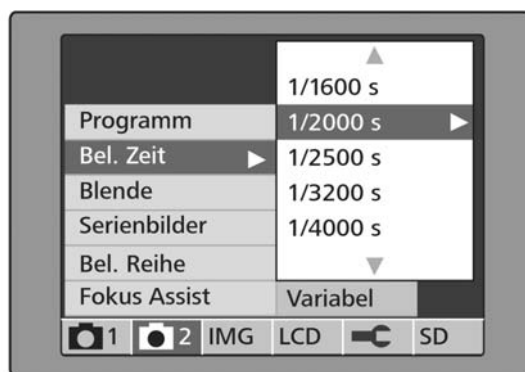 1/1600 s
Programm 1/2000 s
Bel. Zeit 1/2500 s
Blende 1/3200 s
Serienbilder 1/4000 s
Bel. Reihe
Fokus Assist Variabel
1 2 IMG LCD SD